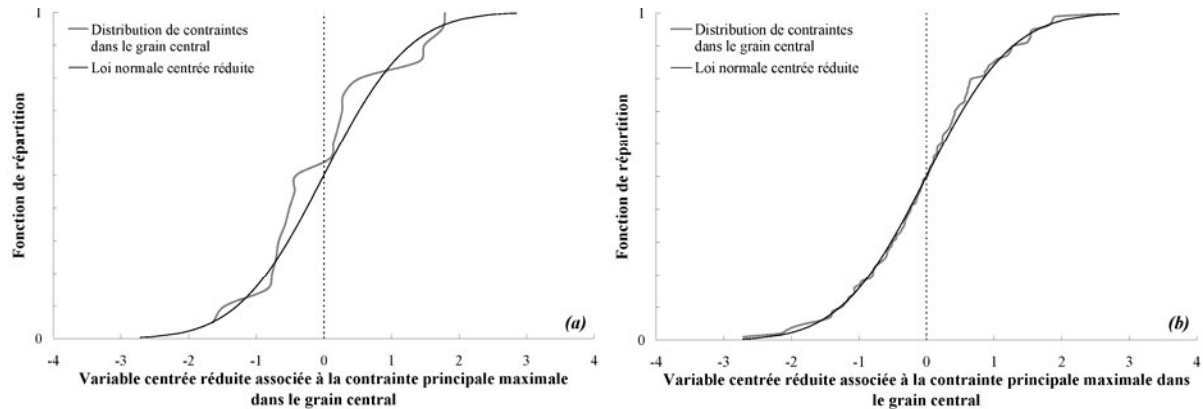 1
Distribution de contraintes
dans le grain central
Loi normale centrée réduite
Fonction de répartition
(a)
0
-4 -3 -2 -1 0 1 2 3 4
Variable centrée réduite associée à la contrainte principale maximale
dans le grain central
1
Distribution de contraintes
dans le grain central
Loi normale centrée réduite
Fonction de répartition
(b)
0
-4 -3 -2 -1 0 1 2 3 4
Variable centrée réduite associée à la contrainte principale maximale dans
le grain central